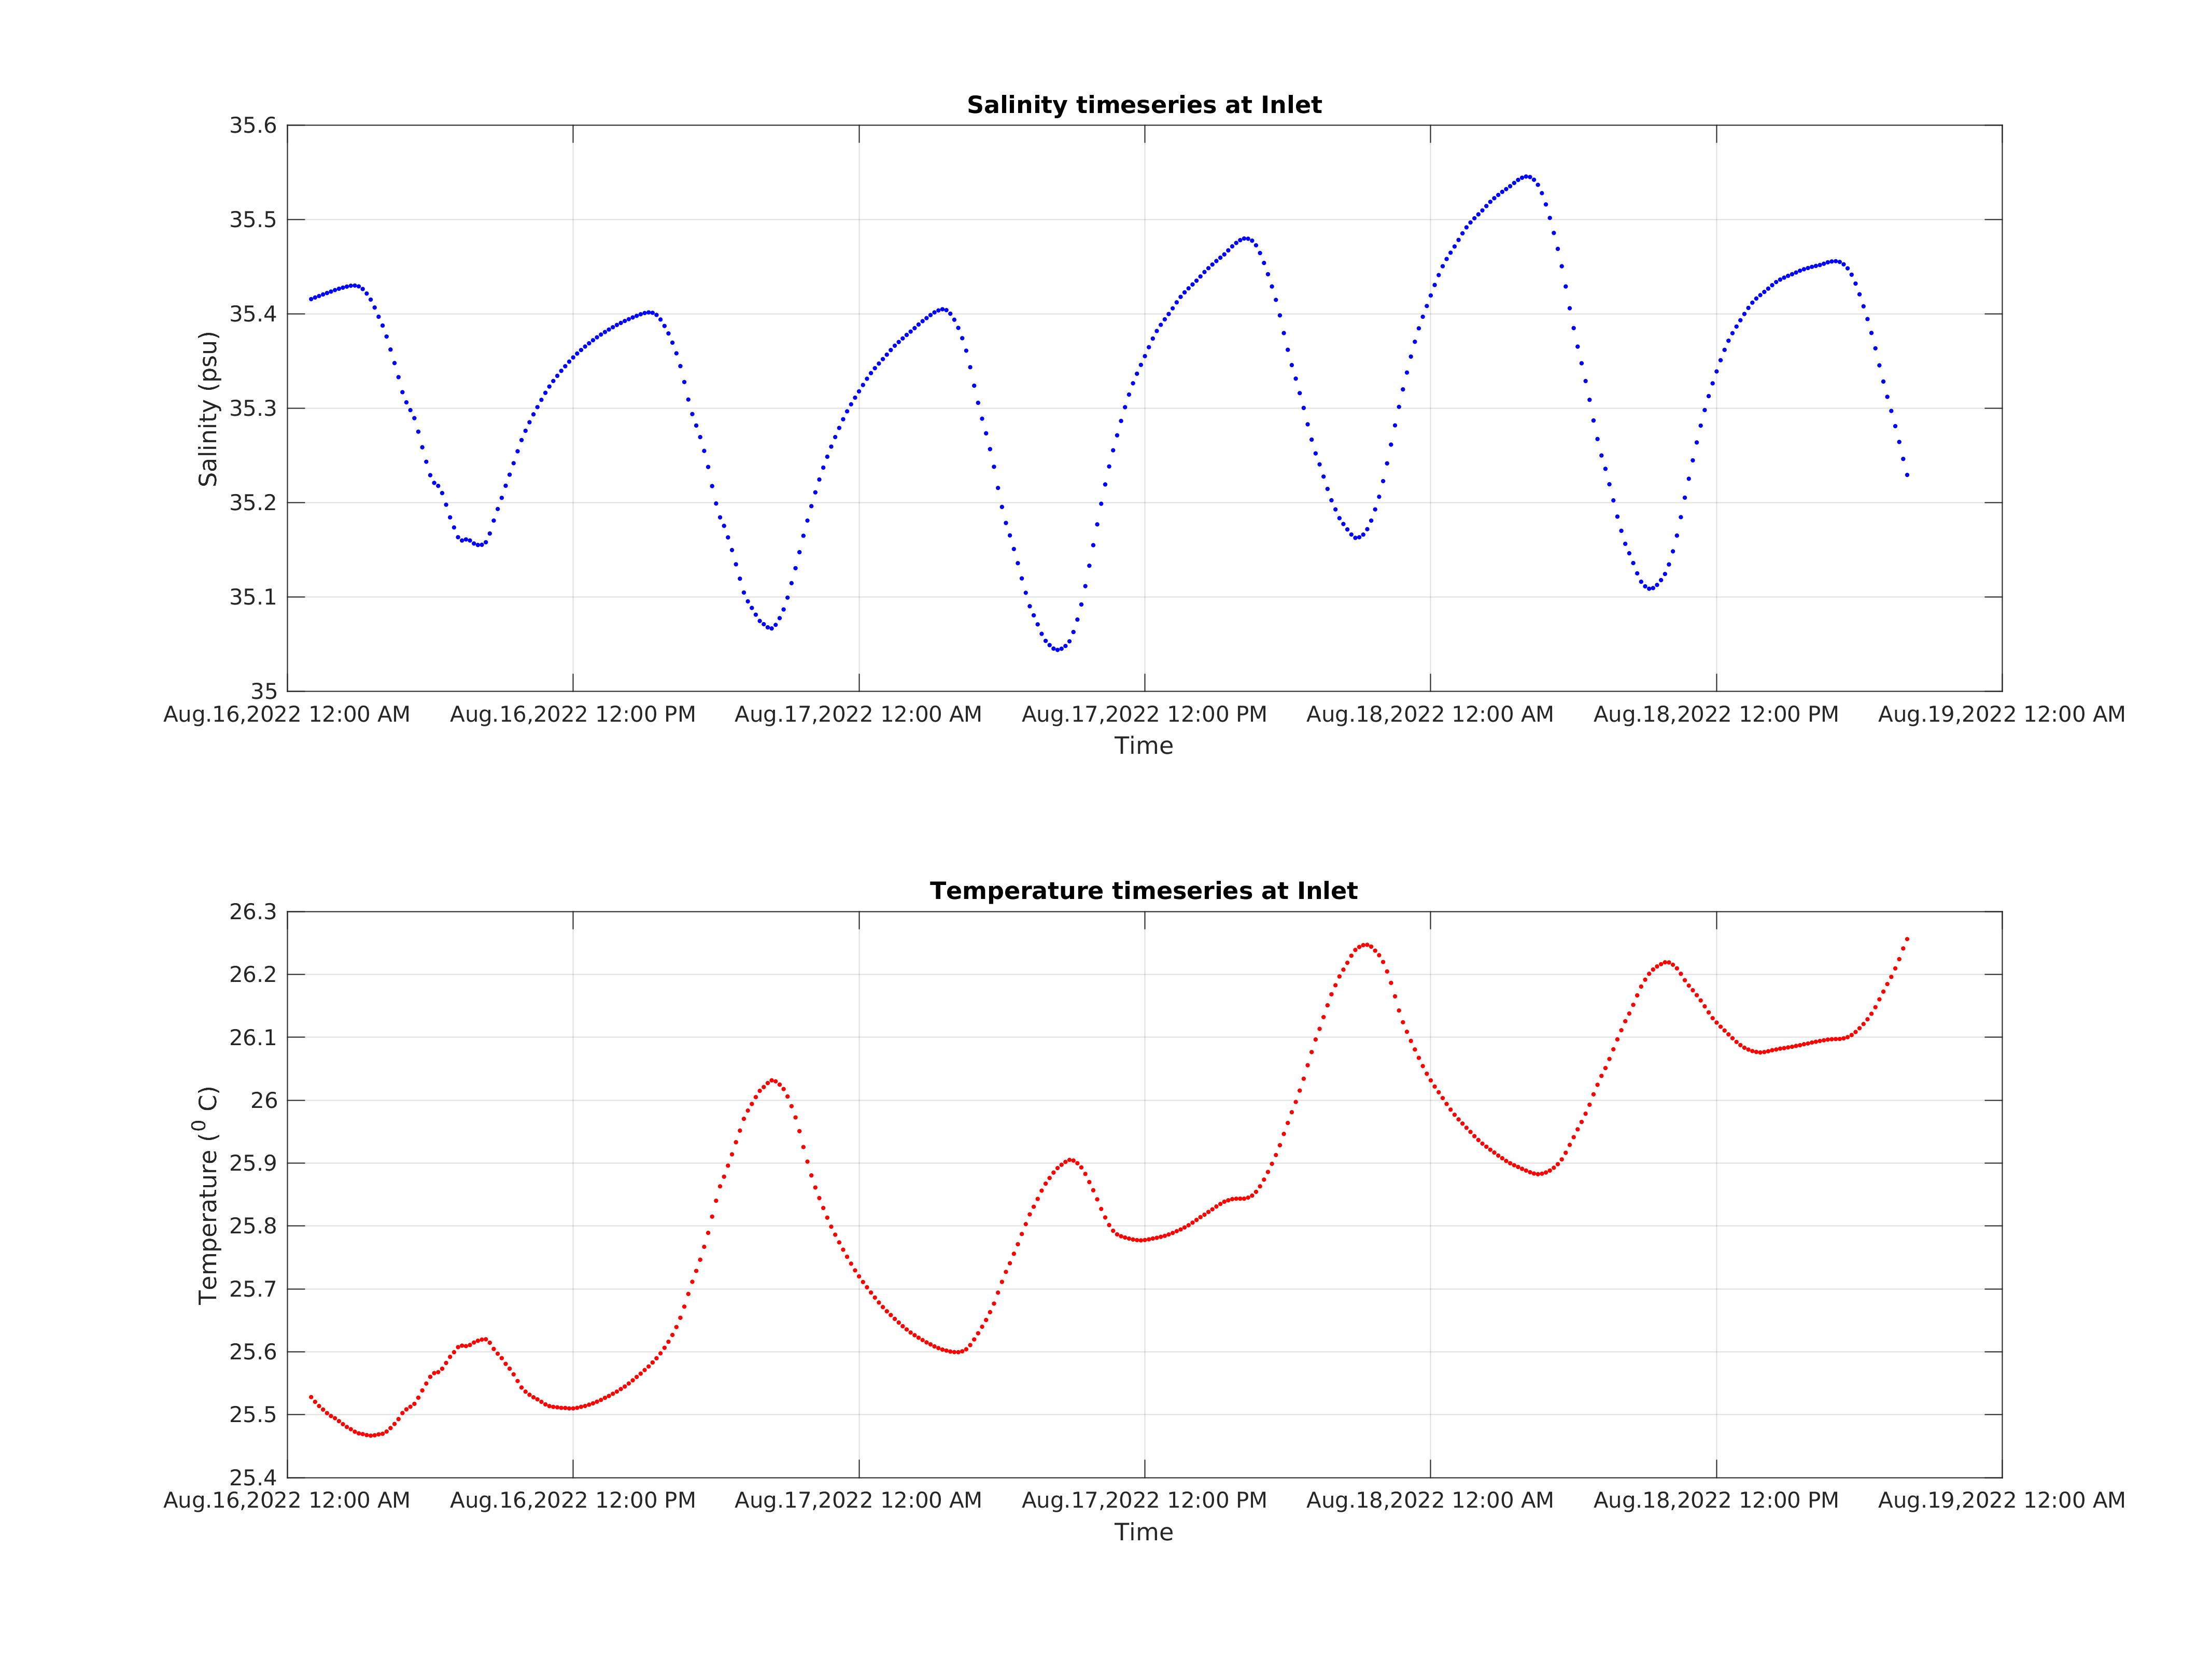 Salinity timeseries at Inlet
35.6
35.5
35.4
35.3
35.2
35.1
35
Salinity (psu)
Aug.16,2022 12:00 AM Aug.16,2022 12:00 PM Aug.17,2022 12:00 AM Aug.17,2022 12:00 PM Aug.18,2022 12:00 AM Aug.18,2022 12:00 PM Aug.19,2022 12:00 AM
Time
Temperature timeseries at Inlet
26.3
26.2
26.1
26
25.9
25.8
25.7
25.6
25.5
25.4
Temperature (⁰ C)
Aug.16,2022 12:00 AM Aug.16,2022 12:00 PM Aug.17,2022 12:00 AM Aug.17,2022 12:00 PM Aug.18,2022 12:00 AM Aug.18,2022 12:00 PM Aug.19,2022 12:00 AM
Time